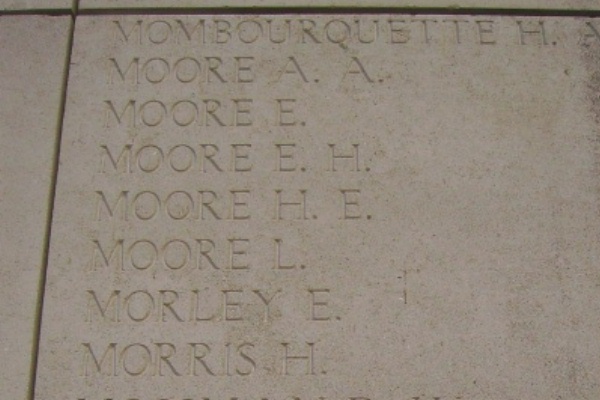 MOMBOURQUETTE H. A
MOORE A. A.
MOORE E.
MOORE E. H.
MOORE H. E.
MOORE L.
MORLEY E.
MORRIS H.